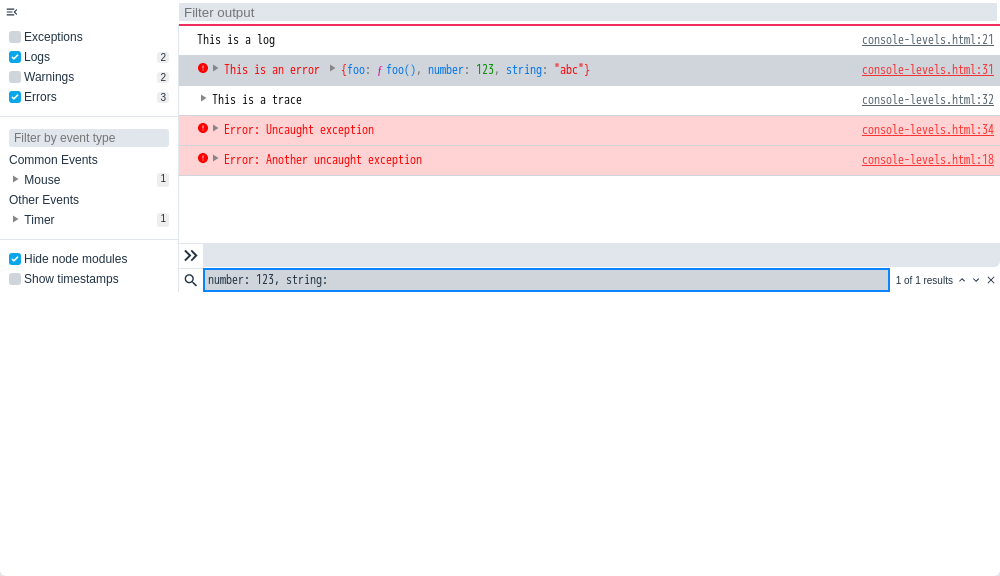 Filter output
Exceptions
Logs 2
Warnings 2
Errors 3
Filter by event type
Common Events
Mouse 1
Other Events
Timer 1
Hide node modules
Show timestamps
This is a log console-levels.html:21
This is an error {foo: ƒ foo(), number: 123, string: "abc"} console-levels.html:31
This is a trace console-levels.html:32
Error: Uncaught exception console-levels.html:34
Error: Another uncaught exception console-levels.html:18
number: 123, string: 1 of 1 results